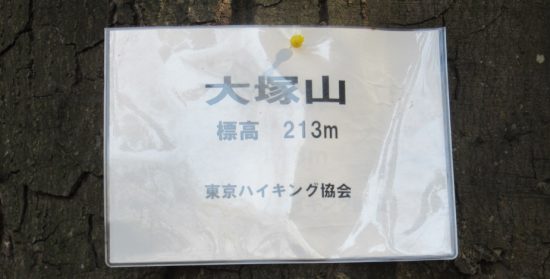 大塚山
標高 213m
東京ハイキング協会